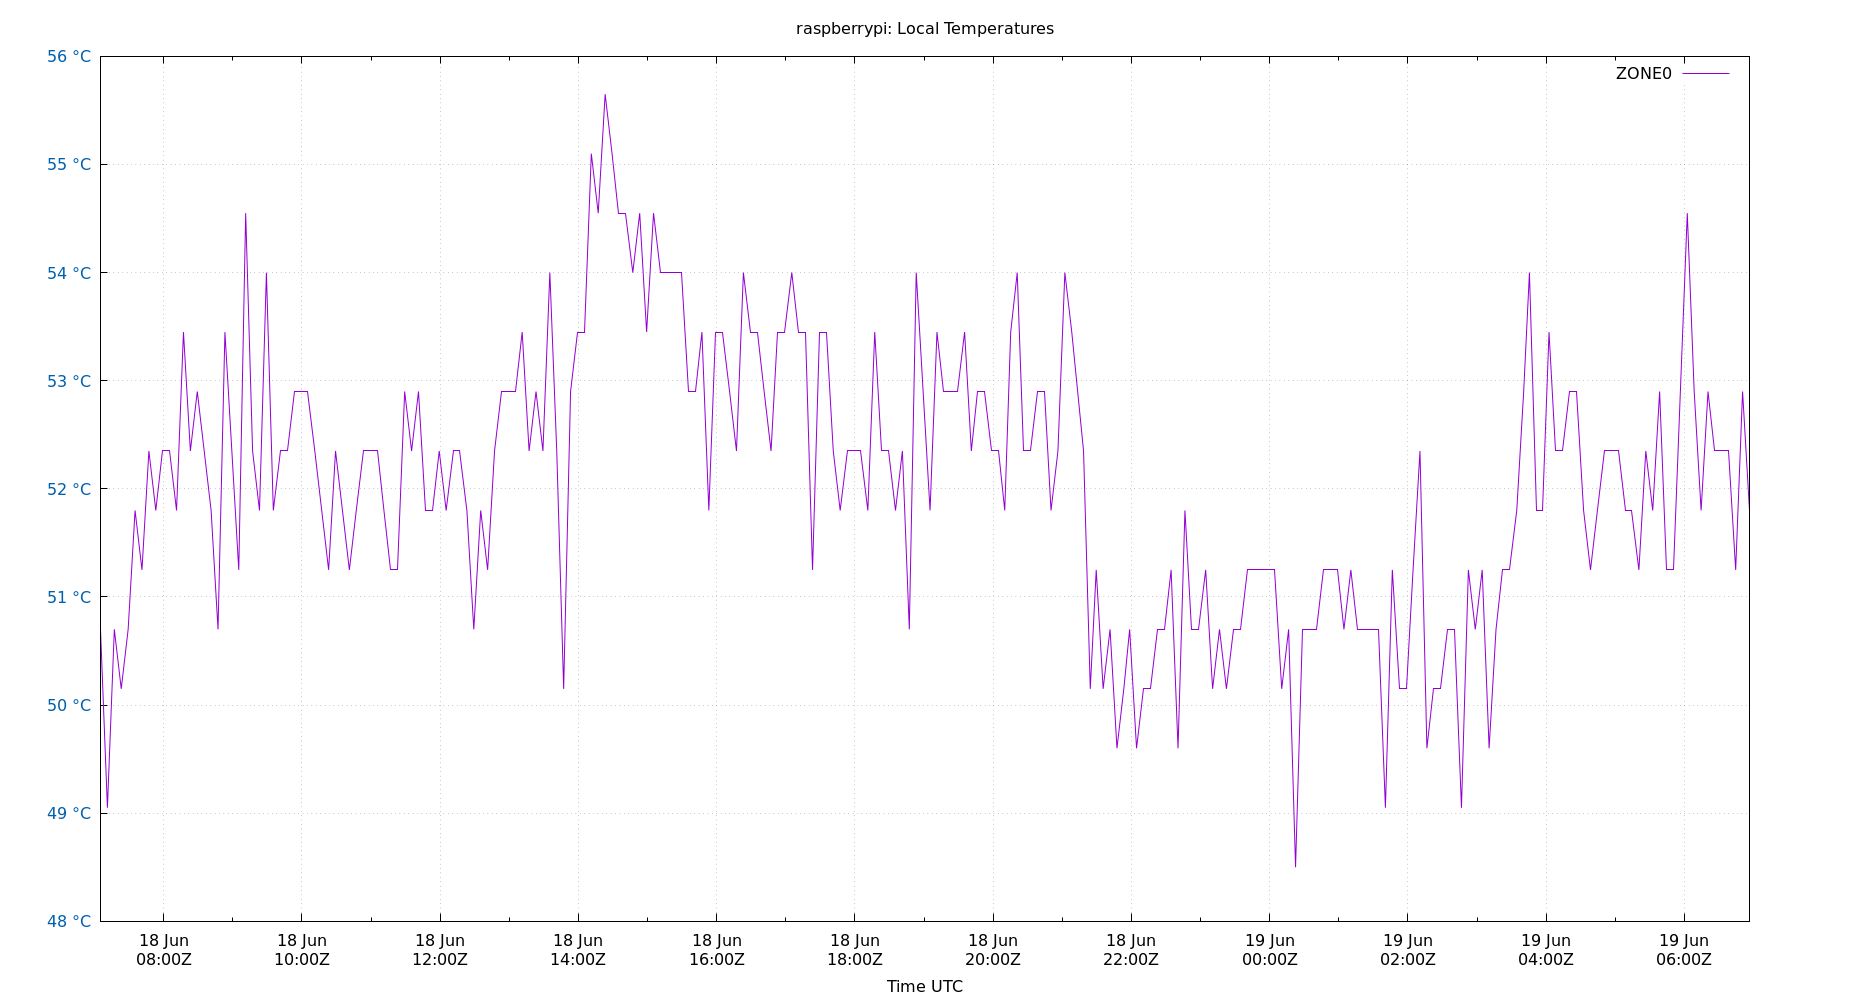 raspberrypi: Local Temperatures
ZONE0
56 °C
55 °C
54 °C
53 °C
52 °C
51 °C
50 °C
49 °C
48 °C
18 Jun 18 Jun 18 Jun 18 Jun 18 Jun 18 Jun 18 Jun 18 Jun 19 Jun 19 Jun 19 Jun 19 Jun
08:00Z 10:00Z 12:00Z 14:00Z 16:00Z 18:00Z 20:00Z 22:00Z 00:00Z 02:00Z 04:00Z 06:00Z
Time UTC